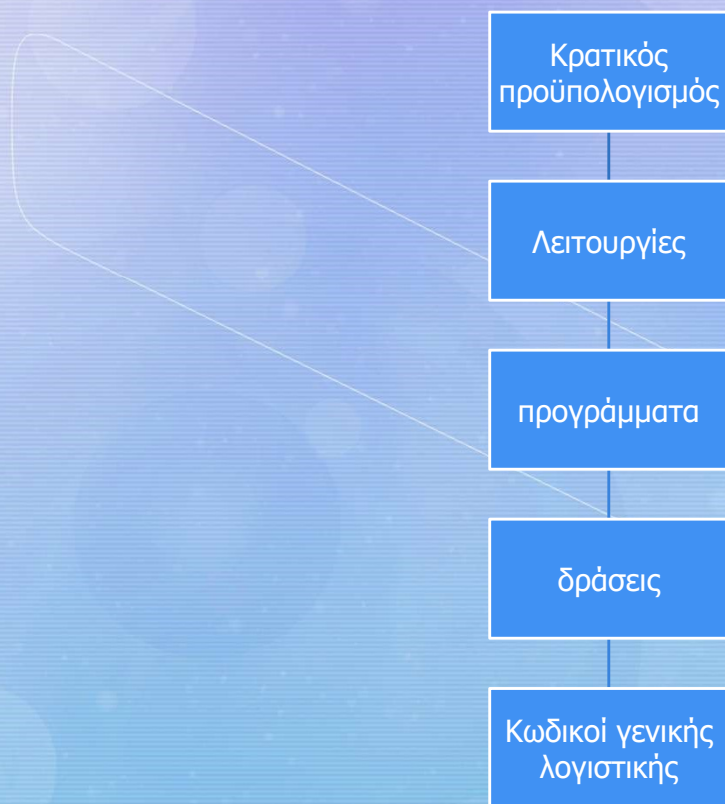 Κρατικός
προϋπολογισμός
Λειτουργίες
προγράμματα
δράσεις
Κωδικοί γενικής
λογιστικής